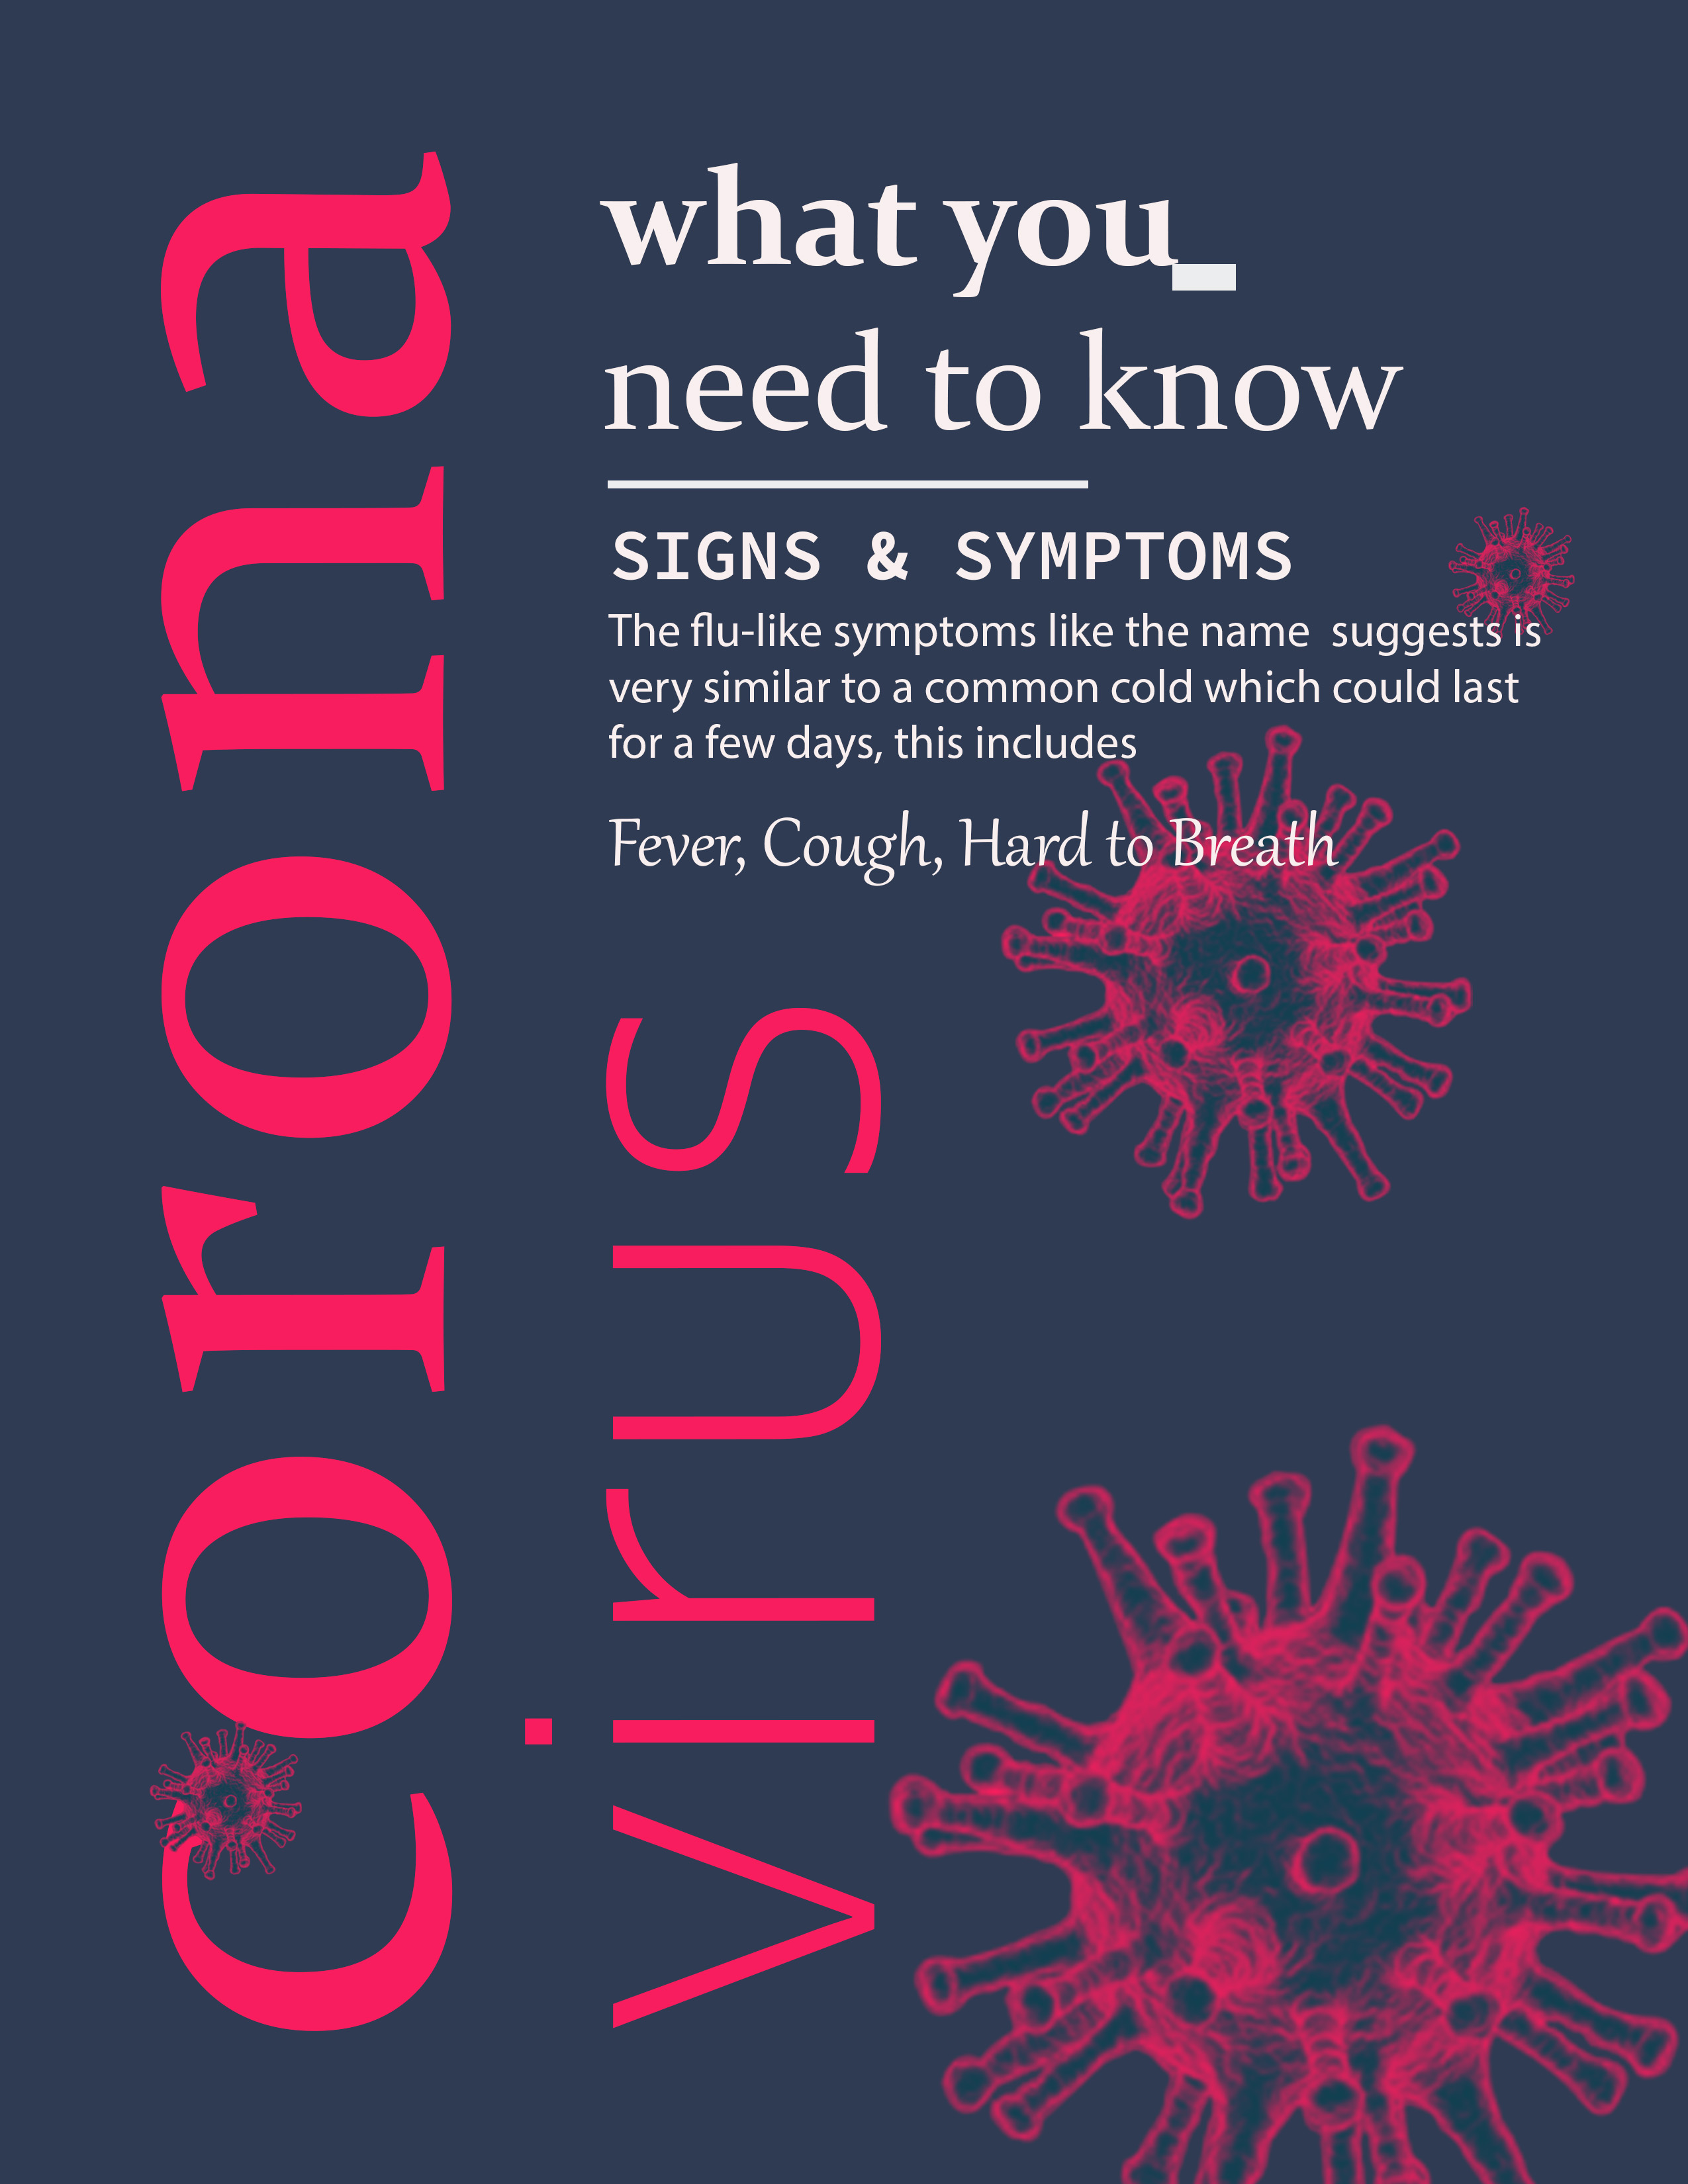 corona
virus
what you_
need to know
SIGNS & SYMPTOMS
The flu-like symptoms like the name  suggests is
very similar to a common cold which could last
for a few days, this includes
Fever, Cough, Hard to Breath